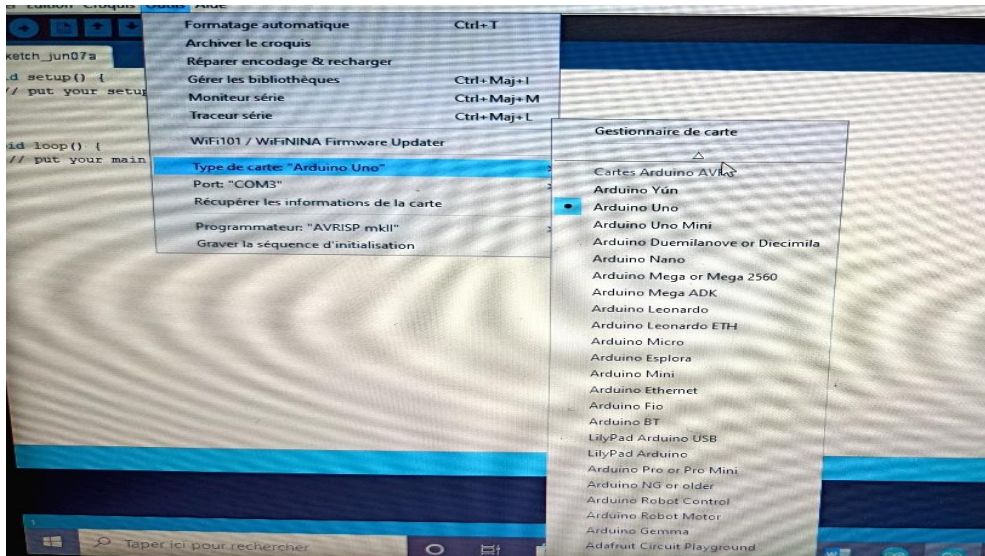 Edition Croquis Outils Aide
Formatage automatique Ctrl+T
Archiver le croquis
Réparer encodage & recharger
Gérer les bibliothèques Ctrl+Maj+I
Moniteur série Ctrl+Maj+M
Traceur série Ctrl+Maj+L
WiFi101 / WiFiNINA Firmware Updater
Type de carte: "Arduino Uno"
Port: "COM3"
Récupérer les informations de la carte
Programmateur: "AVRISP mkII"
Graver la séquence d'initialisation
ketch_jun07a
d setup() {
// put your setup
id loop() {
// put your main
Gestionnaire de carte
Cartes Arduino AVR
Arduino Yún
Arduino Uno
Arduino Uno Mini
Arduino Duemilanove or Diecimila
Arduino Nano
Arduino Mega or Mega 2560
Arduino Mega ADK
Arduino Leonardo
Arduino Leonardo ETH
Arduino Micro
Arduino Esplora
Arduino Mini
Arduino Ethernet
Arduino Fio
Arduino BT
LilyPad Arduino USB
LilyPad Arduino
Arduino Pro or Pro Mini
Arduino NG or older
Arduino Robot Control
Arduino Robot Motor
Arduino Gemma
Adafruit Circuit Playground
1
Taper ici pour rechercher